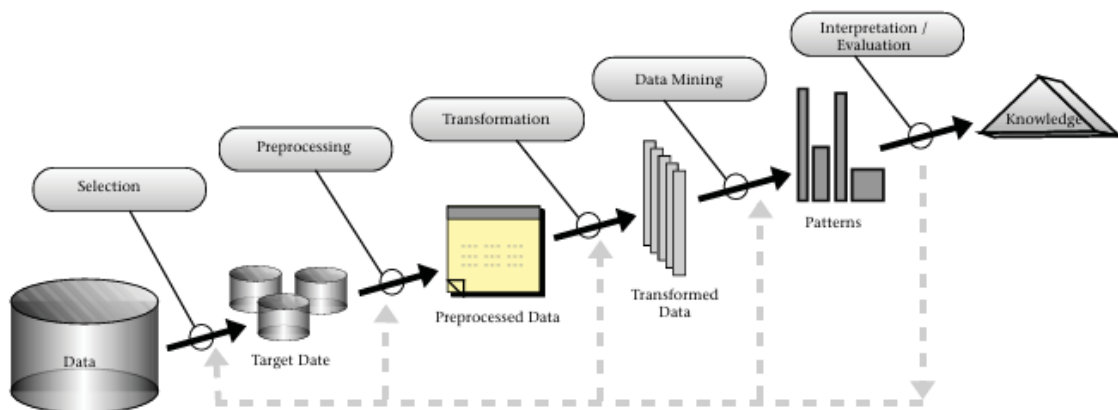 Interpretation /
Evaluation
Data Mining
Transformation
Preprocessing
Selection
Knowledge
Patterns
Transformed
Data
Preprocessed Data
Target Date
Data